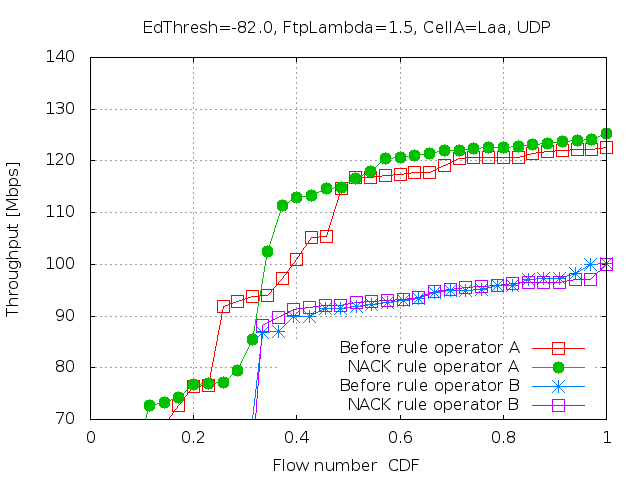 EdThresh=-82.0, FtpLambda=1.5, CellA=Laa, UDP
140
130
120
110
100
90
80
70
Throughput [Mbps]
Before rule operator A
NACK rule operator A
Before rule operator B
NACK rule operator B
0 0.2 0.4 0.6 0.8 1
Flow number  CDF